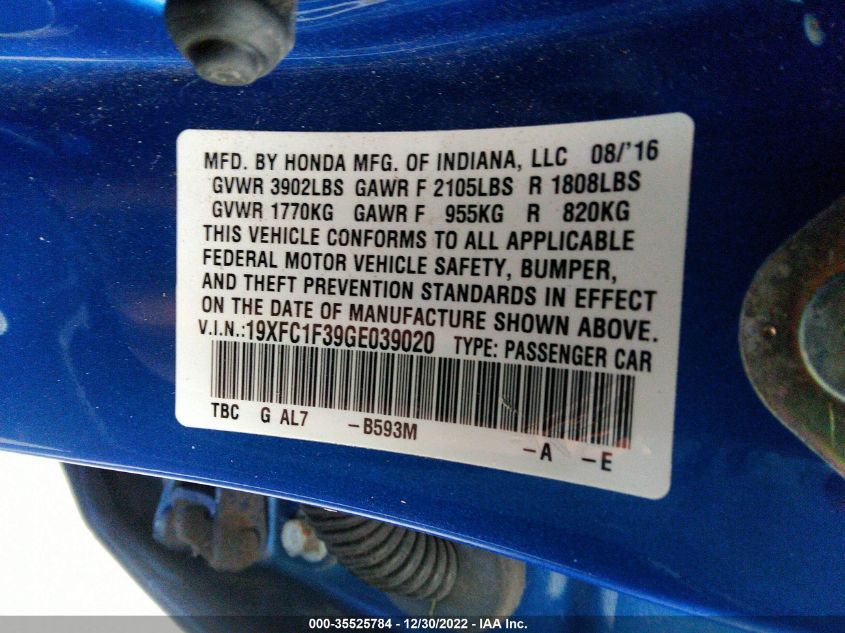 MFD. BY HONDA MFG. OF INDIANA, LLC 08/'16
GVWR 3902LBS GAWR F 2105LBS R 1808LBS
GVWR 1770KG GAWR F 955KG R 820KG
THIS VEHICLE CONFORMS TO ALL APPLICABLE
FEDERAL MOTOR VEHICLE SAFETY, BUMPER,
AND THEFT PREVENTION STANDARDS IN EFFECT
ON THE DATE OF MANUFACTURE SHOWN ABOVE.
V.I.N.:19XFC1F39GE039020 TYPE: PASSENGER CAR
TBC G AL7 -B593M
-A -E
000-35525784 - 12/30/2022 - IAA Inc.